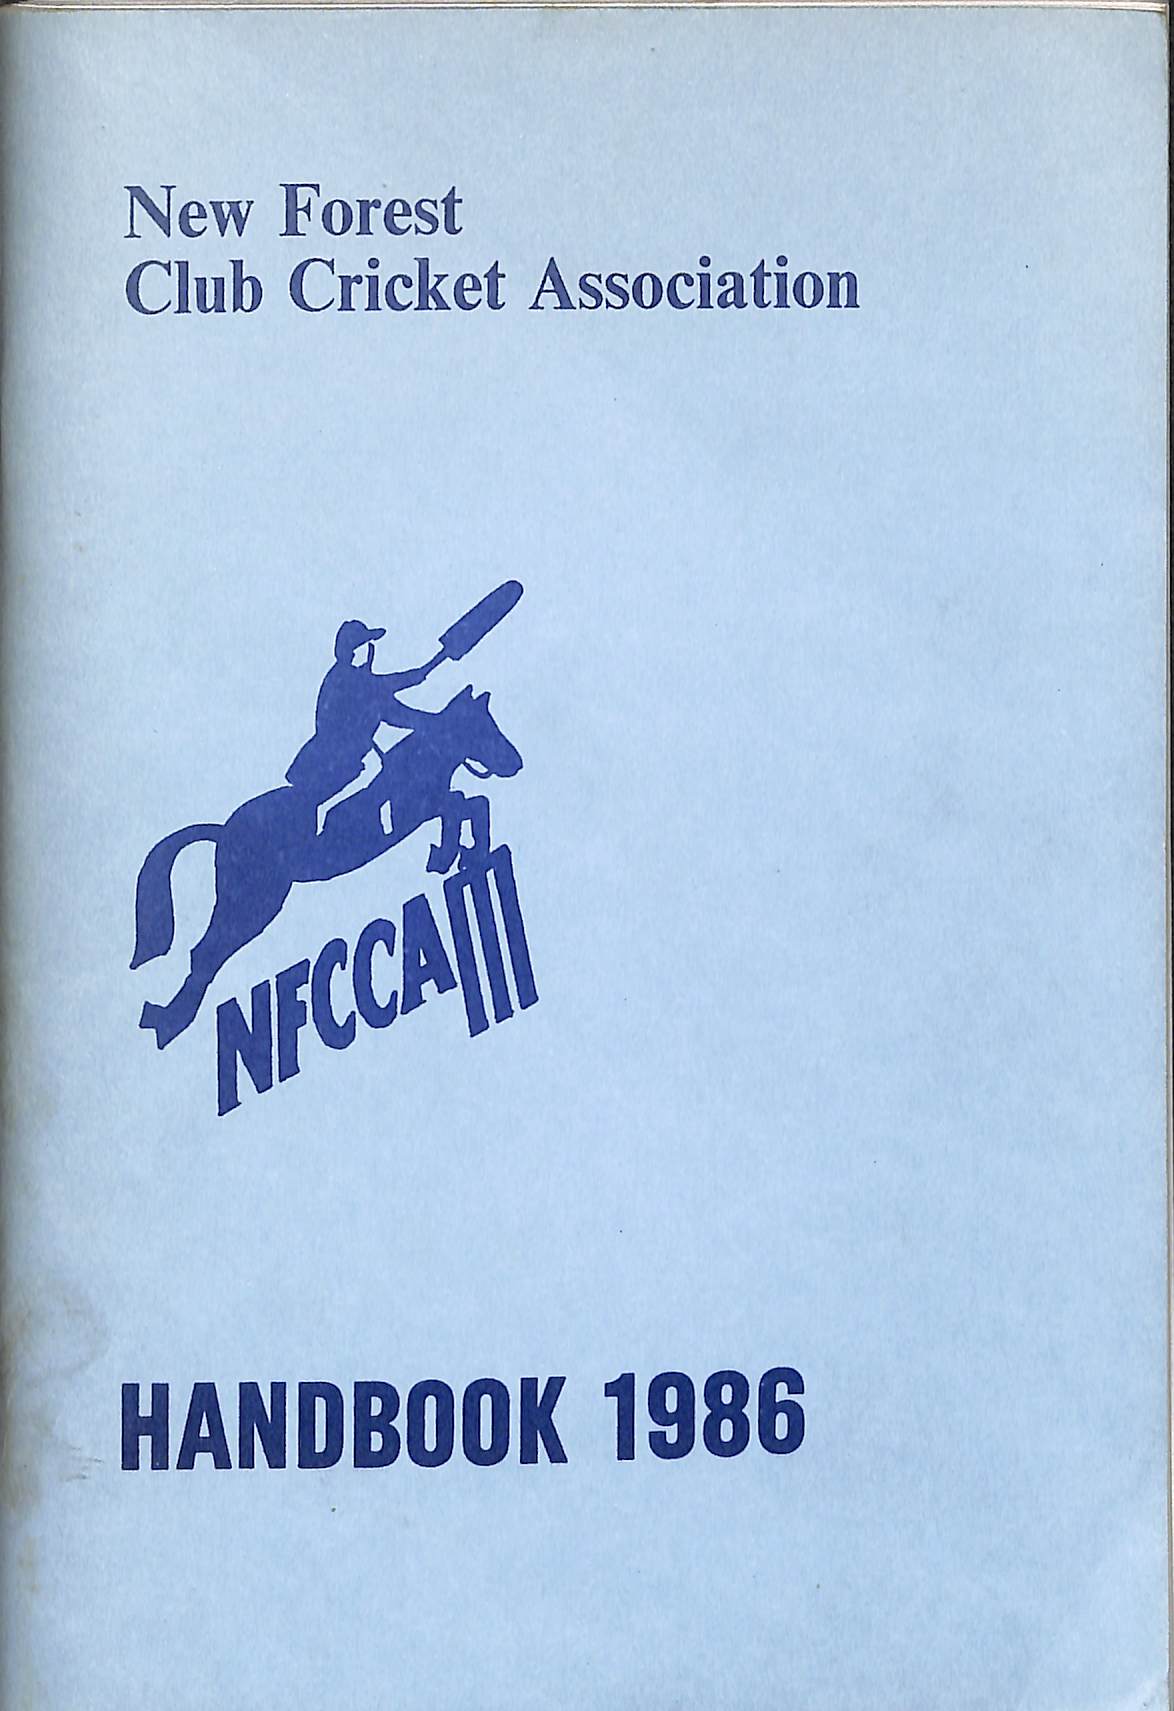 New Forest
Club Cricket Association
NFCCA
HANDBOOK 1986